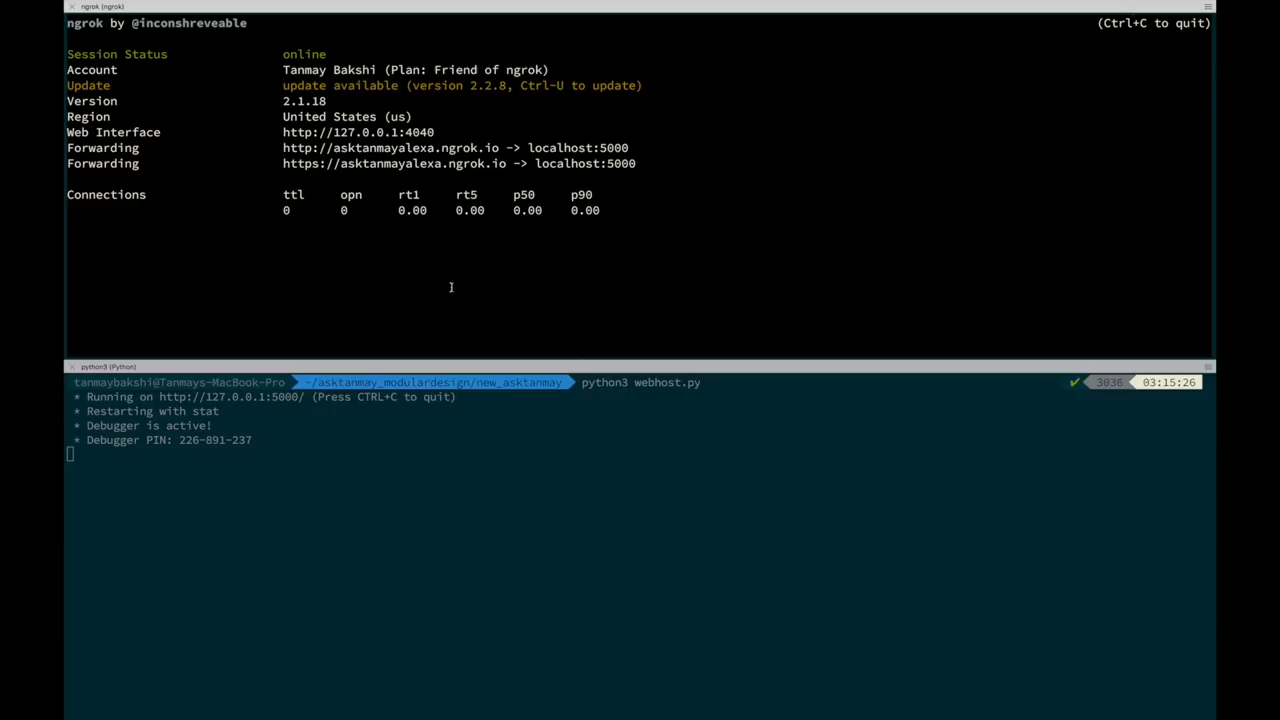 ngrok (ngrok)
ngrok by @inconshreveable (Ctrl+C to quit)
Session Status online
Account Tanmay Bakshi (Plan: Friend of ngrok)
Update update available (version 2.2.8, Ctrl-U to update)
Version 2.1.18
Region United States (us)
Web Interface http://127.0.0.1:4040
Forwarding http://asktanmayalexa.ngrok.io -> localhost:5000
Forwarding https://asktanmayalexa.ngrok.io -> localhost:5000
Connections ttl opn rt1 rt5 p50 p90
0 0 0.00 0.00 0.00 0.00
python3 (Python)
tanmaybakshi@Tanmays-MacBook-Pro ~/asktanmay_modulardesign/new_asktanmay python3 webhost.py ✔ 3036 03:15:26
* Running on http://127.0.0.1:5000/ (Press CTRL+C to quit)
* Restarting with stat
* Debugger is active!
* Debugger PIN: 226-891-237